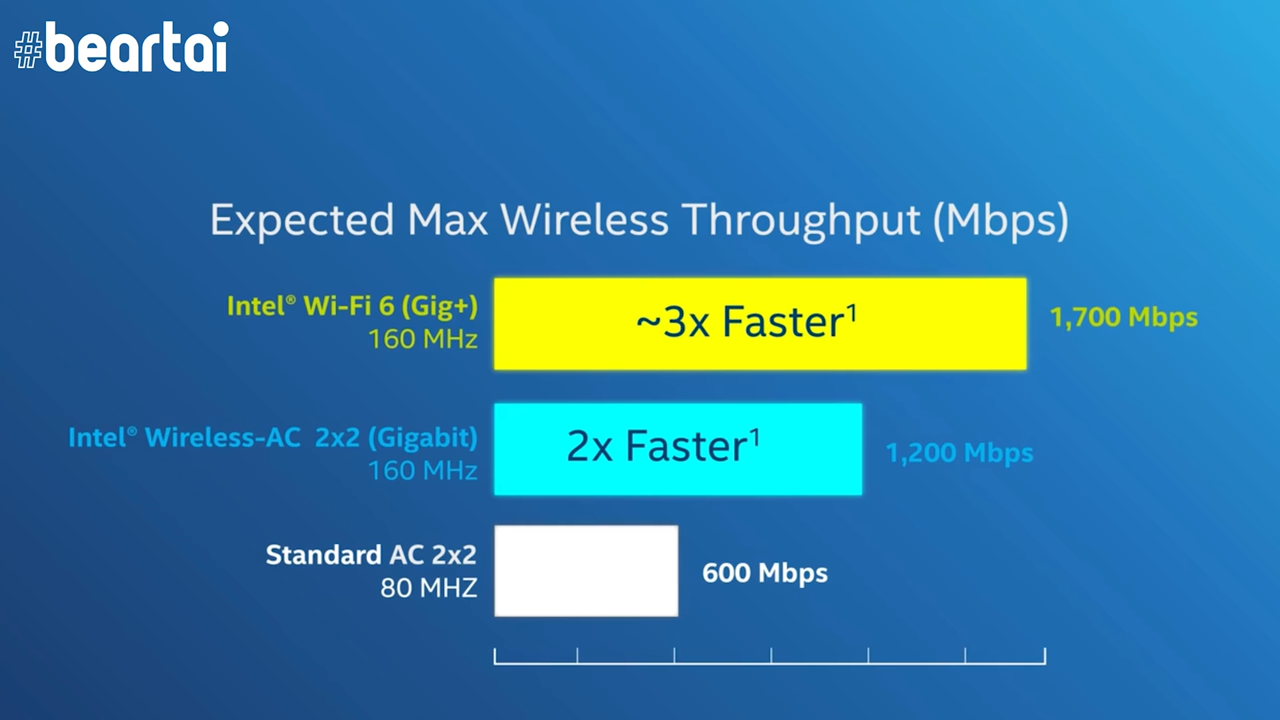 #beartai
Expected Max Wireless Throughput (Mbps)
Intel® Wi-Fi 6 (Gig+)
160 MHz
~3x Faster¹
1,700 Mbps
Intel® Wireless-AC 2x2 (Gigabit)
160 MHz
2x Faster¹
1,200 Mbps
Standard AC 2x2
80 MHZ
600 Mbps